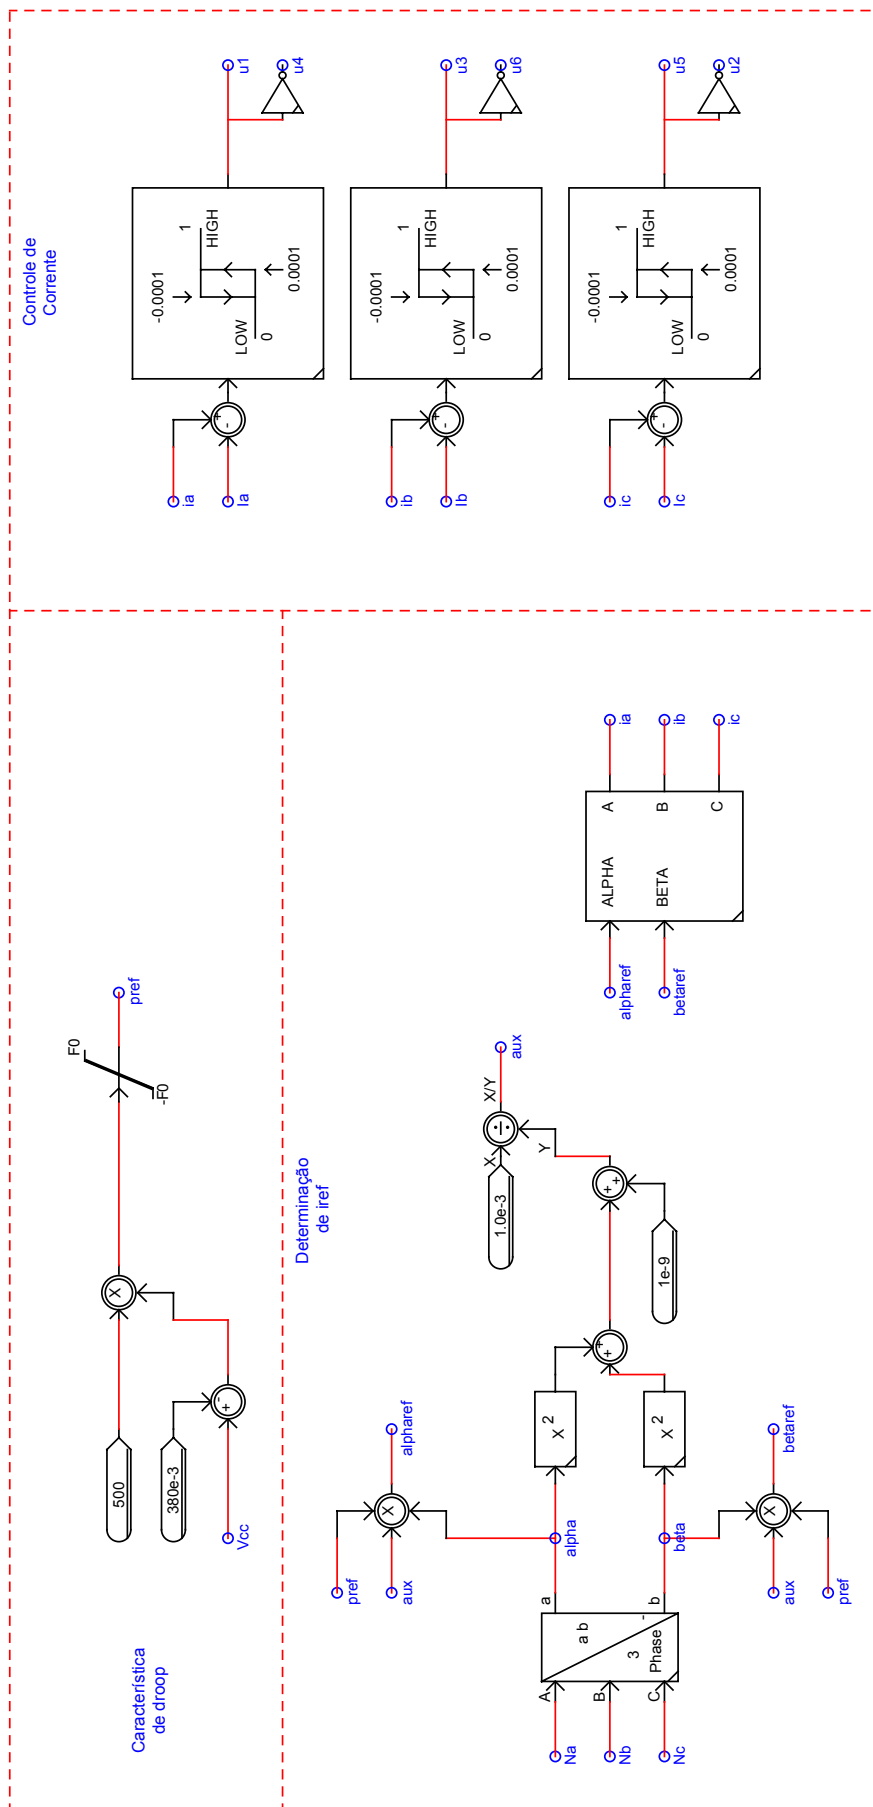 Característica
de droop
500
380e-3
Vcc
+
-
X
F0
-F0
pref
Determinação
de iref
Na
Nb
Nc
A
B
C
a b
3
-
Phase
a
b
pref
aux
X
alpharef
alpha
beta
aux
pref
X
betaref
X 2
X 2
+
+
+
+
1e-9
1.0e-3
X
Y
÷
X/Y
aux
alpharef
betaref
ALPHA
BETA
A
B
C
ia
ib
ic
Controle de
Corrente
ia
Ia
+
-
-0.0001
LOW
0
1
HIGH
0.0001
u1
u4
ib
Ib
+
-
-0.0001
LOW
0
1
HIGH
0.0001
u3
u6
ic
Ic
+
-
-0.0001
LOW
0
1
HIGH
0.0001
u5
u2